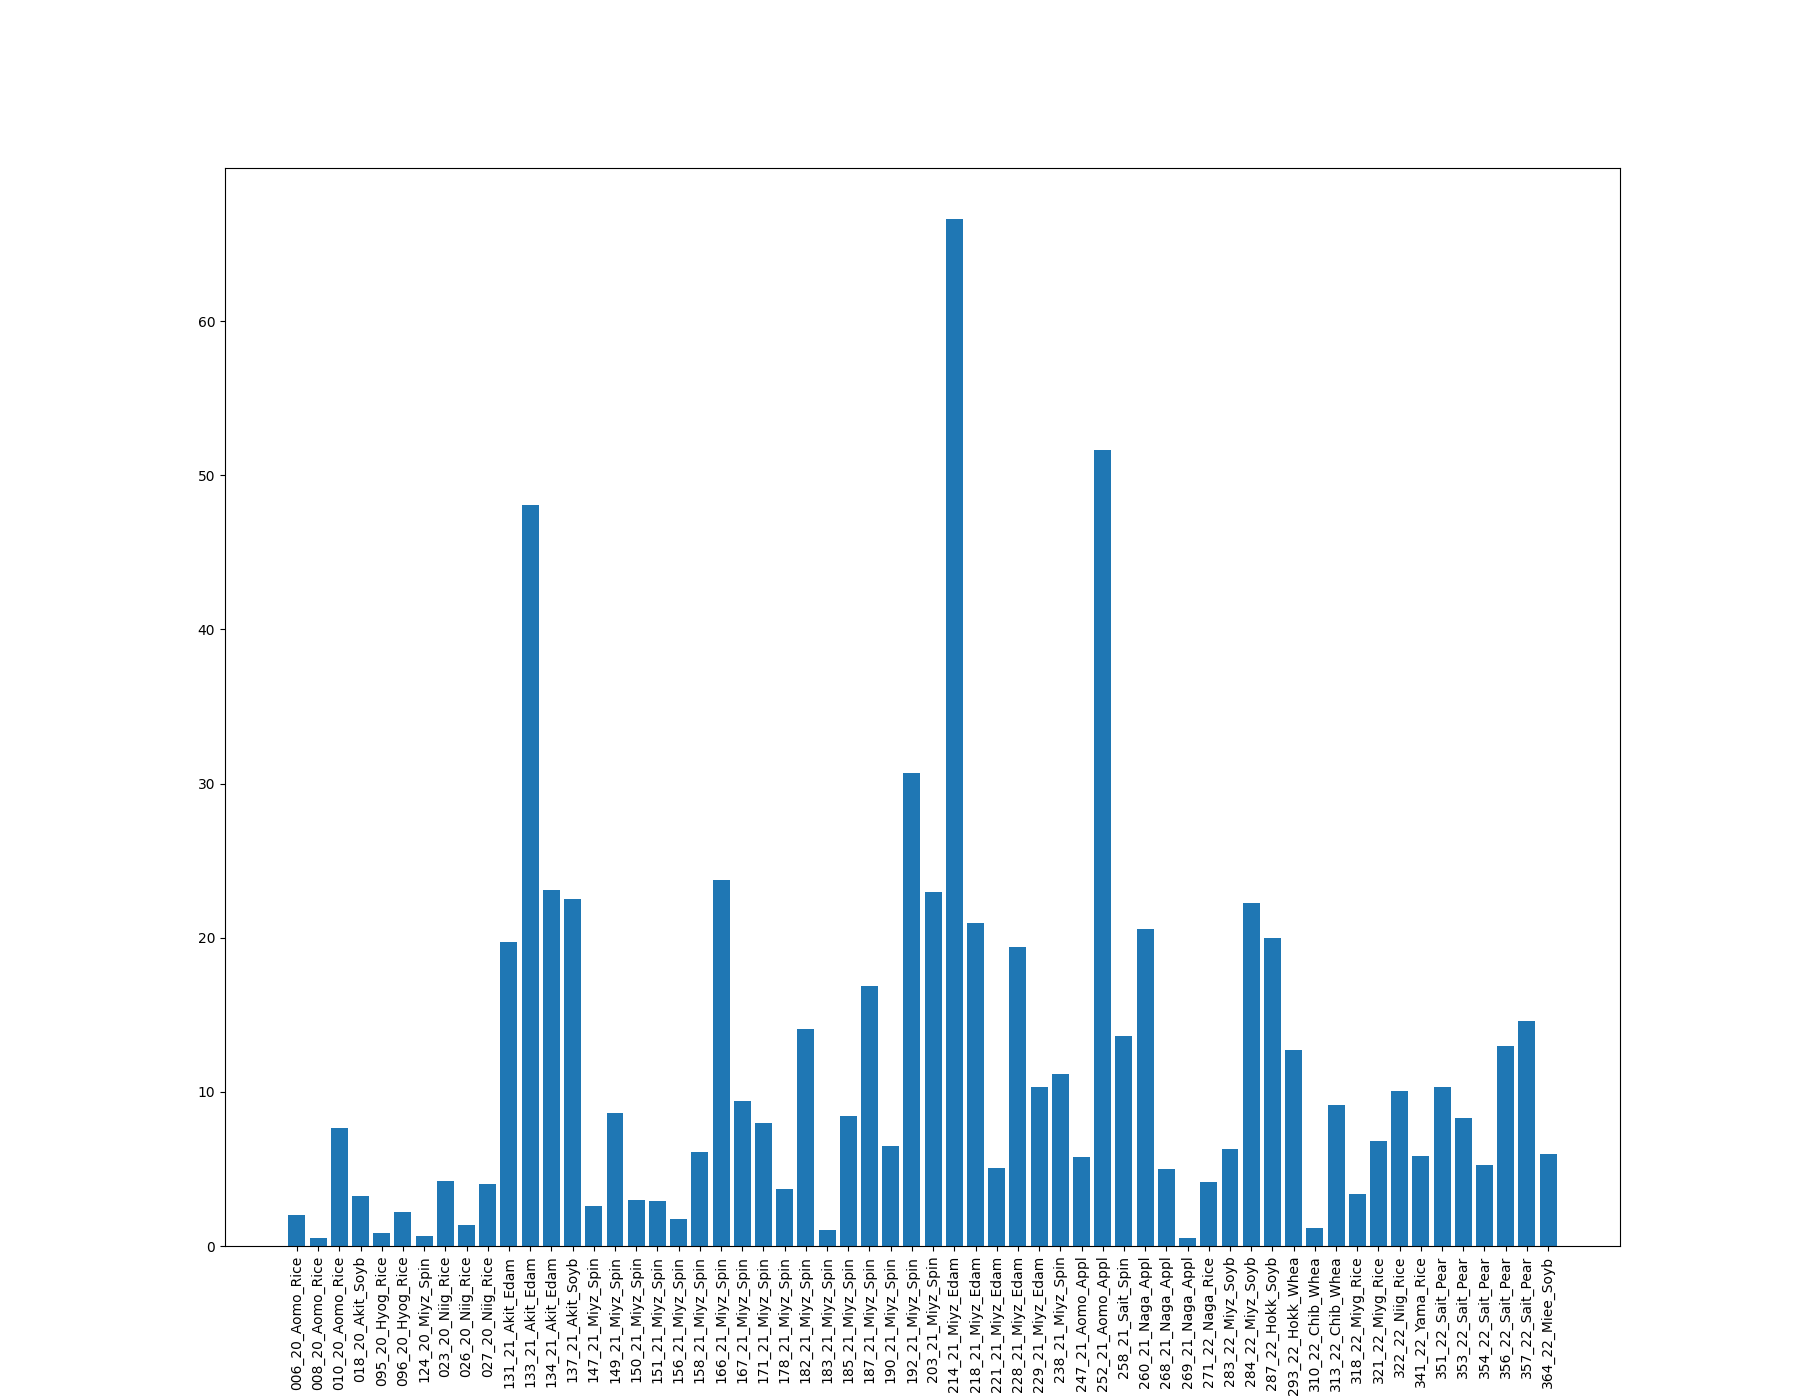 60
50
40
30
20
10
0
006_20_Aomo_Rice
008_20_Aomo_Rice
010_20_Aomo_Rice
018_20_Akit_Soyb
095_20_Hyog_Rice
096_20_Hyog_Rice
124_20_Miyz_Spin
023_20_Niig_Rice
026_20_Niig_Rice
027_20_Niig_Rice
131_21_Akit_Edam
133_21_Akit_Edam
134_21_Akit_Edam
137_21_Akit_Soyb
147_21_Miyz_Spin
149_21_Miyz_Spin
150_21_Miyz_Spin
151_21_Miyz_Spin
156_21_Miyz_Spin
158_21_Miyz_Spin
166_21_Miyz_Spin
167_21_Miyz_Spin
171_21_Miyz_Spin
178_21_Miyz_Spin
182_21_Miyz_Spin
183_21_Miyz_Spin
185_21_Miyz_Spin
187_21_Miyz_Spin
190_21_Miyz_Spin
192_21_Miyz_Spin
203_21_Miyz_Spin
214_21_Miyz_Edam
218_21_Miyz_Edam
221_21_Miyz_Edam
228_21_Miyz_Edam
229_21_Miyz_Edam
238_21_Miyz_Spin
247_21_Aomo_Appl
252_21_Aomo_Appl
258_21_Sait_Spin
260_21_Naga_Appl
268_21_Naga_Appl
269_21_Naga_Appl
271_22_Naga_Rice
283_22_Miyz_Soyb
284_22_Miyz_Soyb
287_22_Hokk_Soyb
293_22_Hokk_Whea
310_22_Chib_Whea
313_22_Chib_Whea
318_22_Miyg_Rice
321_22_Miyg_Rice
322_22_Niig_Rice
341_22_Yama_Rice
351_22_Sait_Pear
353_22_Sait_Pear
354_22_Sait_Pear
356_22_Sait_Pear
357_22_Sait_Pear
364_22_Miee_Soyb